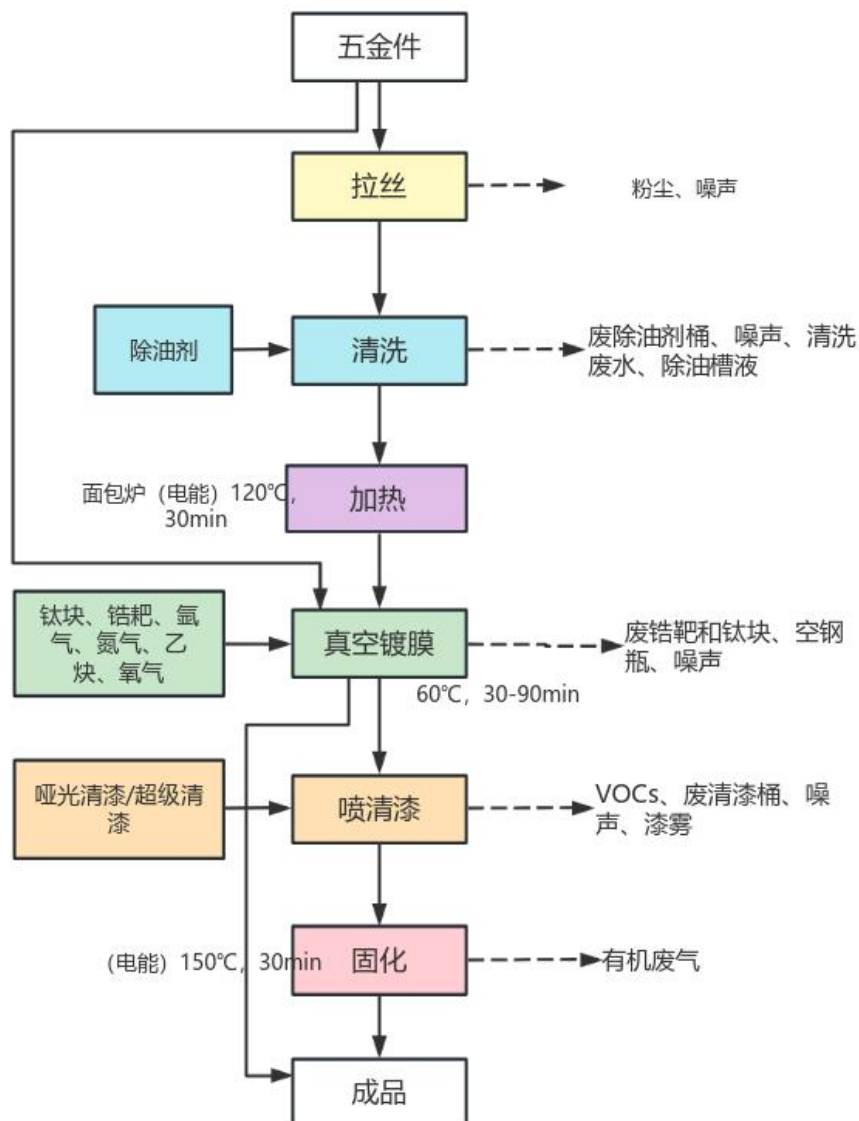 五金件
拉丝
粉尘、噪声
除油剂
清洗
废除油剂桶、噪声、清洗
废水、除油槽液
面包炉（电能）120℃，
30min
加热
钛块、锆耙、氩
气、氮气、乙
炔、氧气
真空镀膜
废锆靶和钛块、空钢
瓶、噪声
60℃，30-90min
哑光清漆/超级清
漆
喷清漆
VOCs、废清漆桶、噪
声、漆雾
（电能）150℃，30min
固化
有机废气
成品